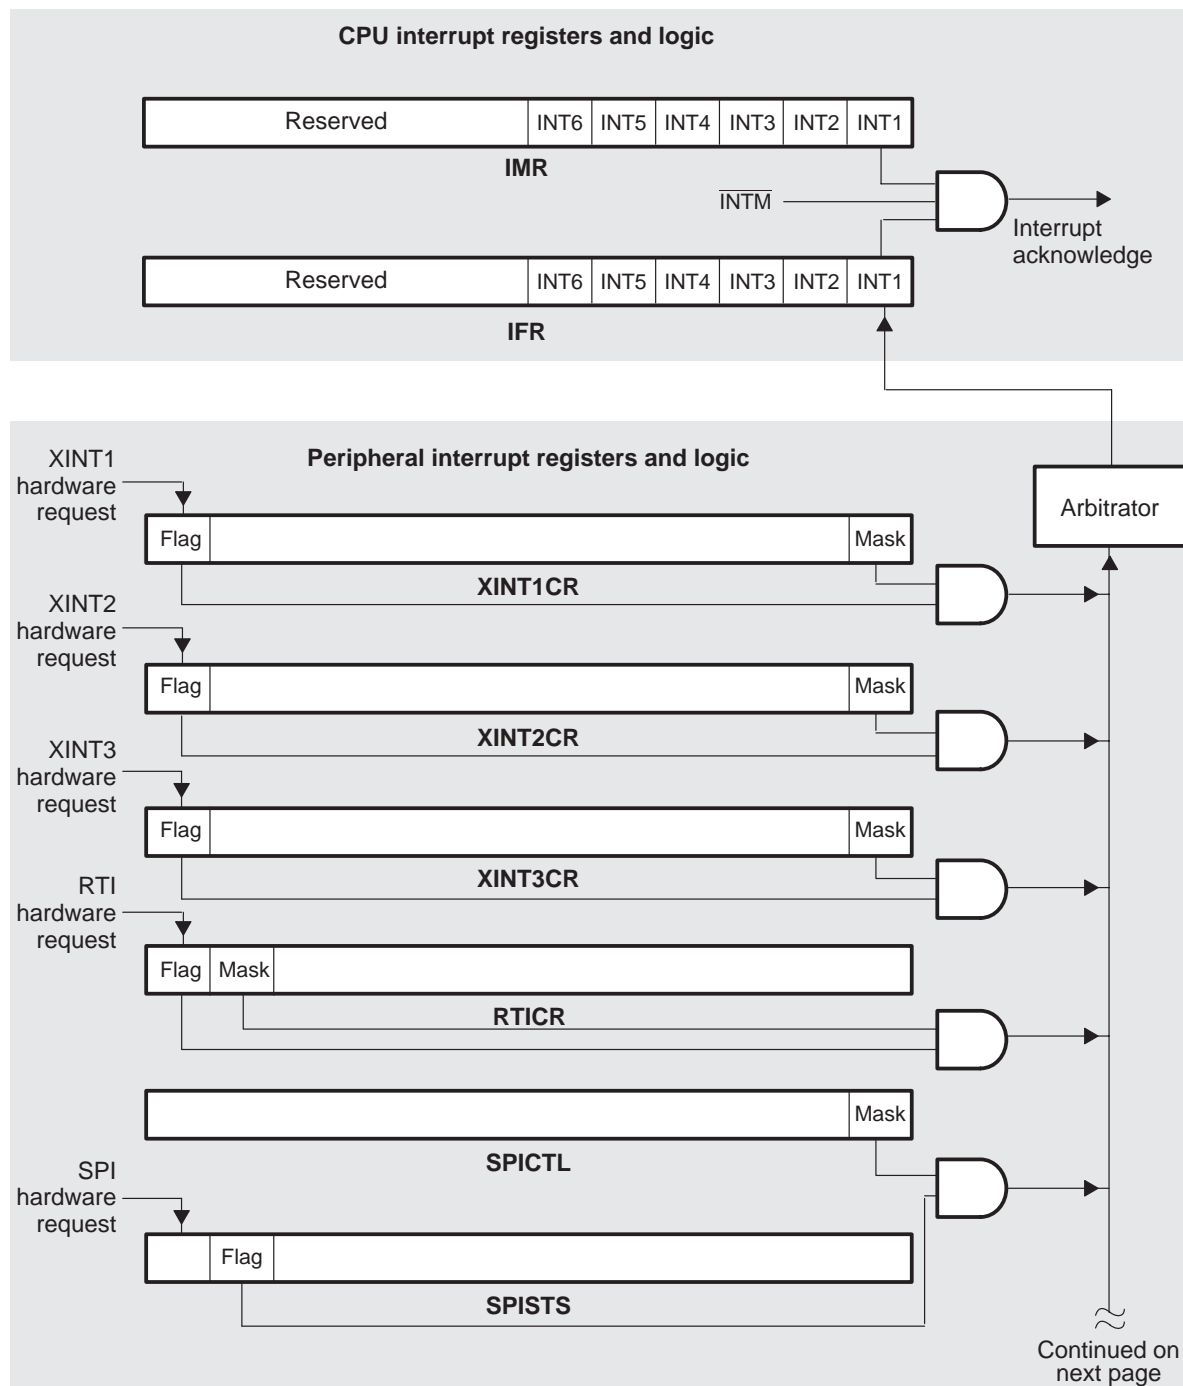 CPU interrupt registers and logic
Reserved INT6 INT5 INT4 INT3 INT2 INT1
IMR
INTM
Interrupt
acknowledge
Reserved INT6 INT5 INT4 INT3 INT2 INT1
IFR
Peripheral interrupt registers and logic
XINT1
hardware
request
Arbitrator
Flag Mask
XINT1CR
XINT2
hardware
request
Flag Mask
XINT2CR
XINT3
hardware
request
Flag Mask
XINT3CR
RTI
hardware
request
Flag Mask
RTICR
Mask
SPICTL
SPI
hardware
request
Flag
SPISTS
Continued on
next page